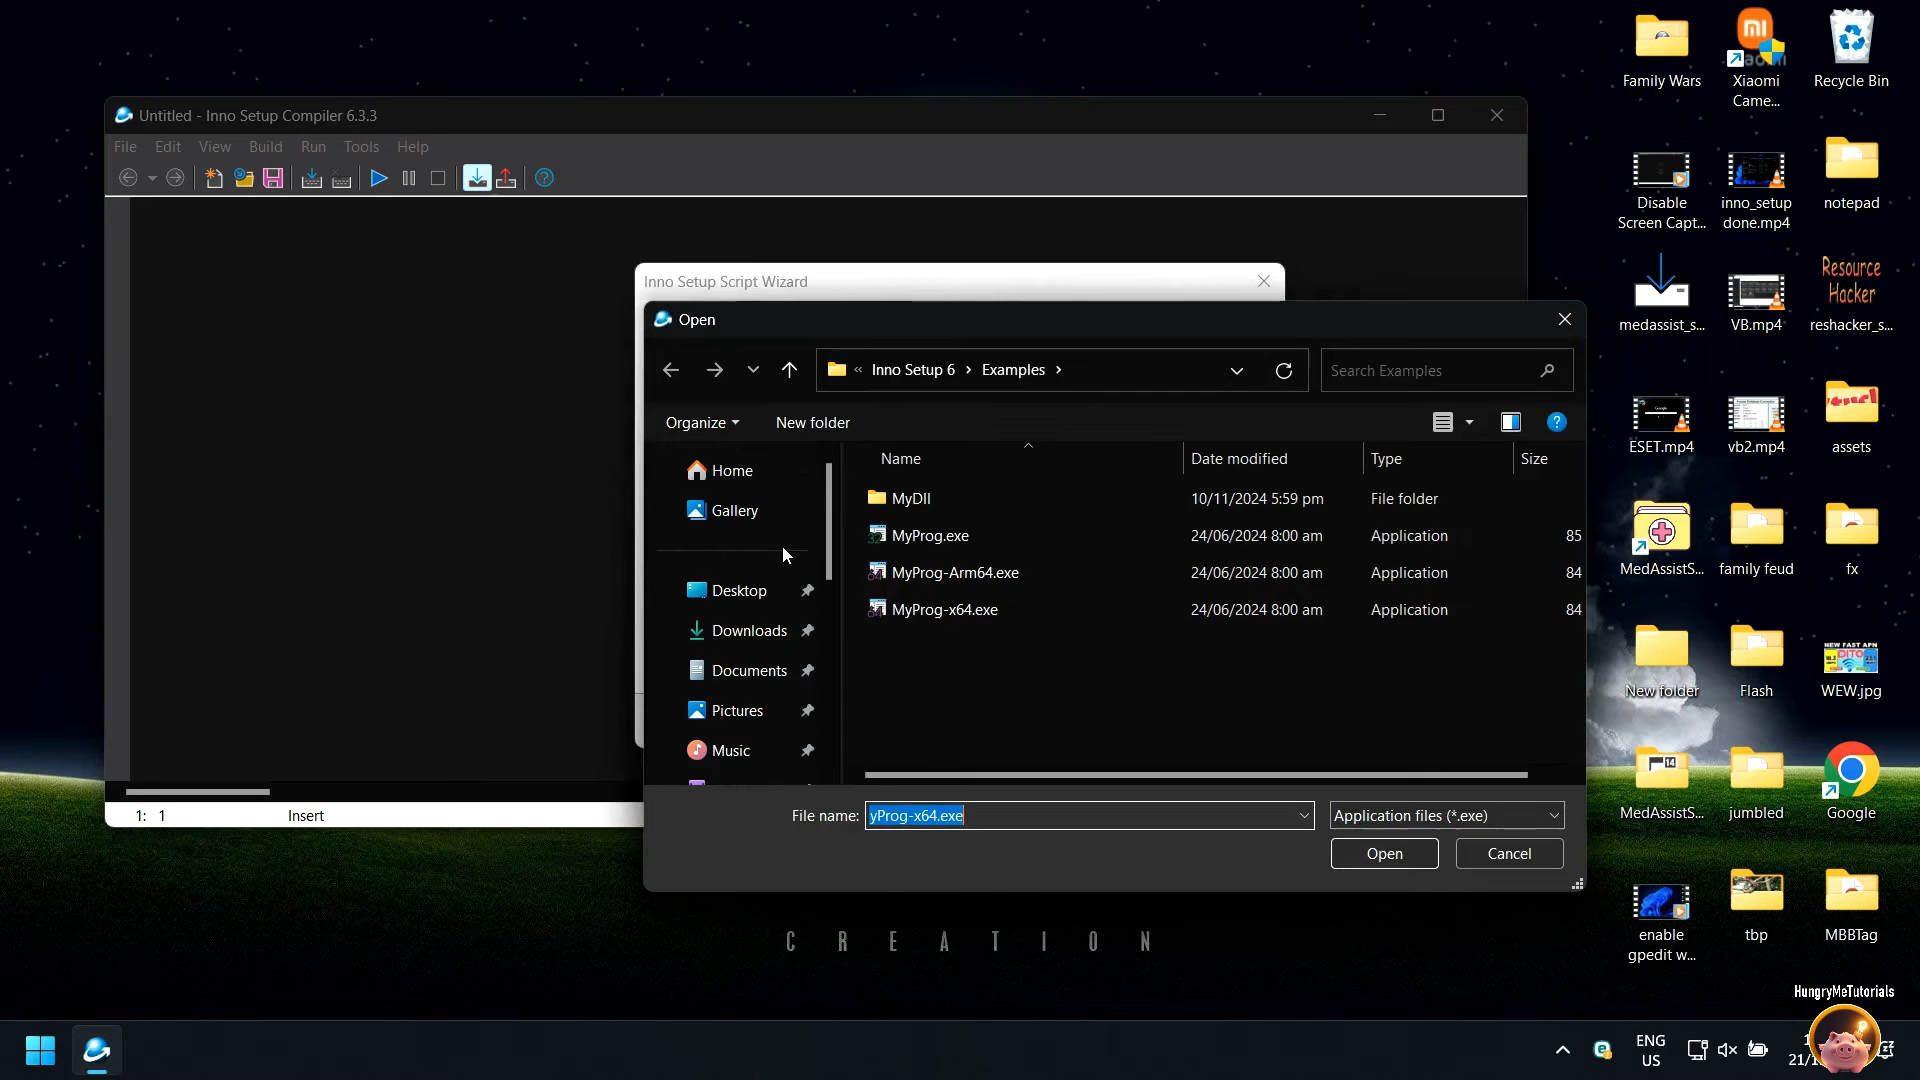 Untitled - Inno Setup Compiler 6.3.3
File Edit View Build Run Tools Help
1: 1 Insert
Inno Setup Script Wizard
Open
« Inno Setup 6 › Examples ›
Search Examples
Organize
New folder
Name
Date modified
Type
Size
MyDll
10/11/2024 5:59 pm
File folder
MyProg.exe
24/06/2024 8:00 am
Application
85
MyProg-Arm64.exe
24/06/2024 8:00 am
Application
84
MyProg-x64.exe
24/06/2024 8:00 am
Application
84
Home
Gallery
Desktop
Downloads
Documents
Pictures
Music
File name:
yProg-x64.exe
Application files (*.exe)
Open
Cancel
Family Wars
Xiaomi
Came...
Recycle Bin
Disable
Screen Capt...
inno_setup
done.mp4
notepad
medassist_s...
VB.mp4
Resource
Hacker
reshacker_s...
ESET.mp4
vb2.mp4
assets
MedAssistS...
family feud
fx
New folder
Flash
NEW FAST APN
DITO
WEW.jpg
14
MedAssistS...
jumbled
Google
enable
gpedit w...
tbp
MBBTag
CREATION
HungryMeTutorials
ENG
US